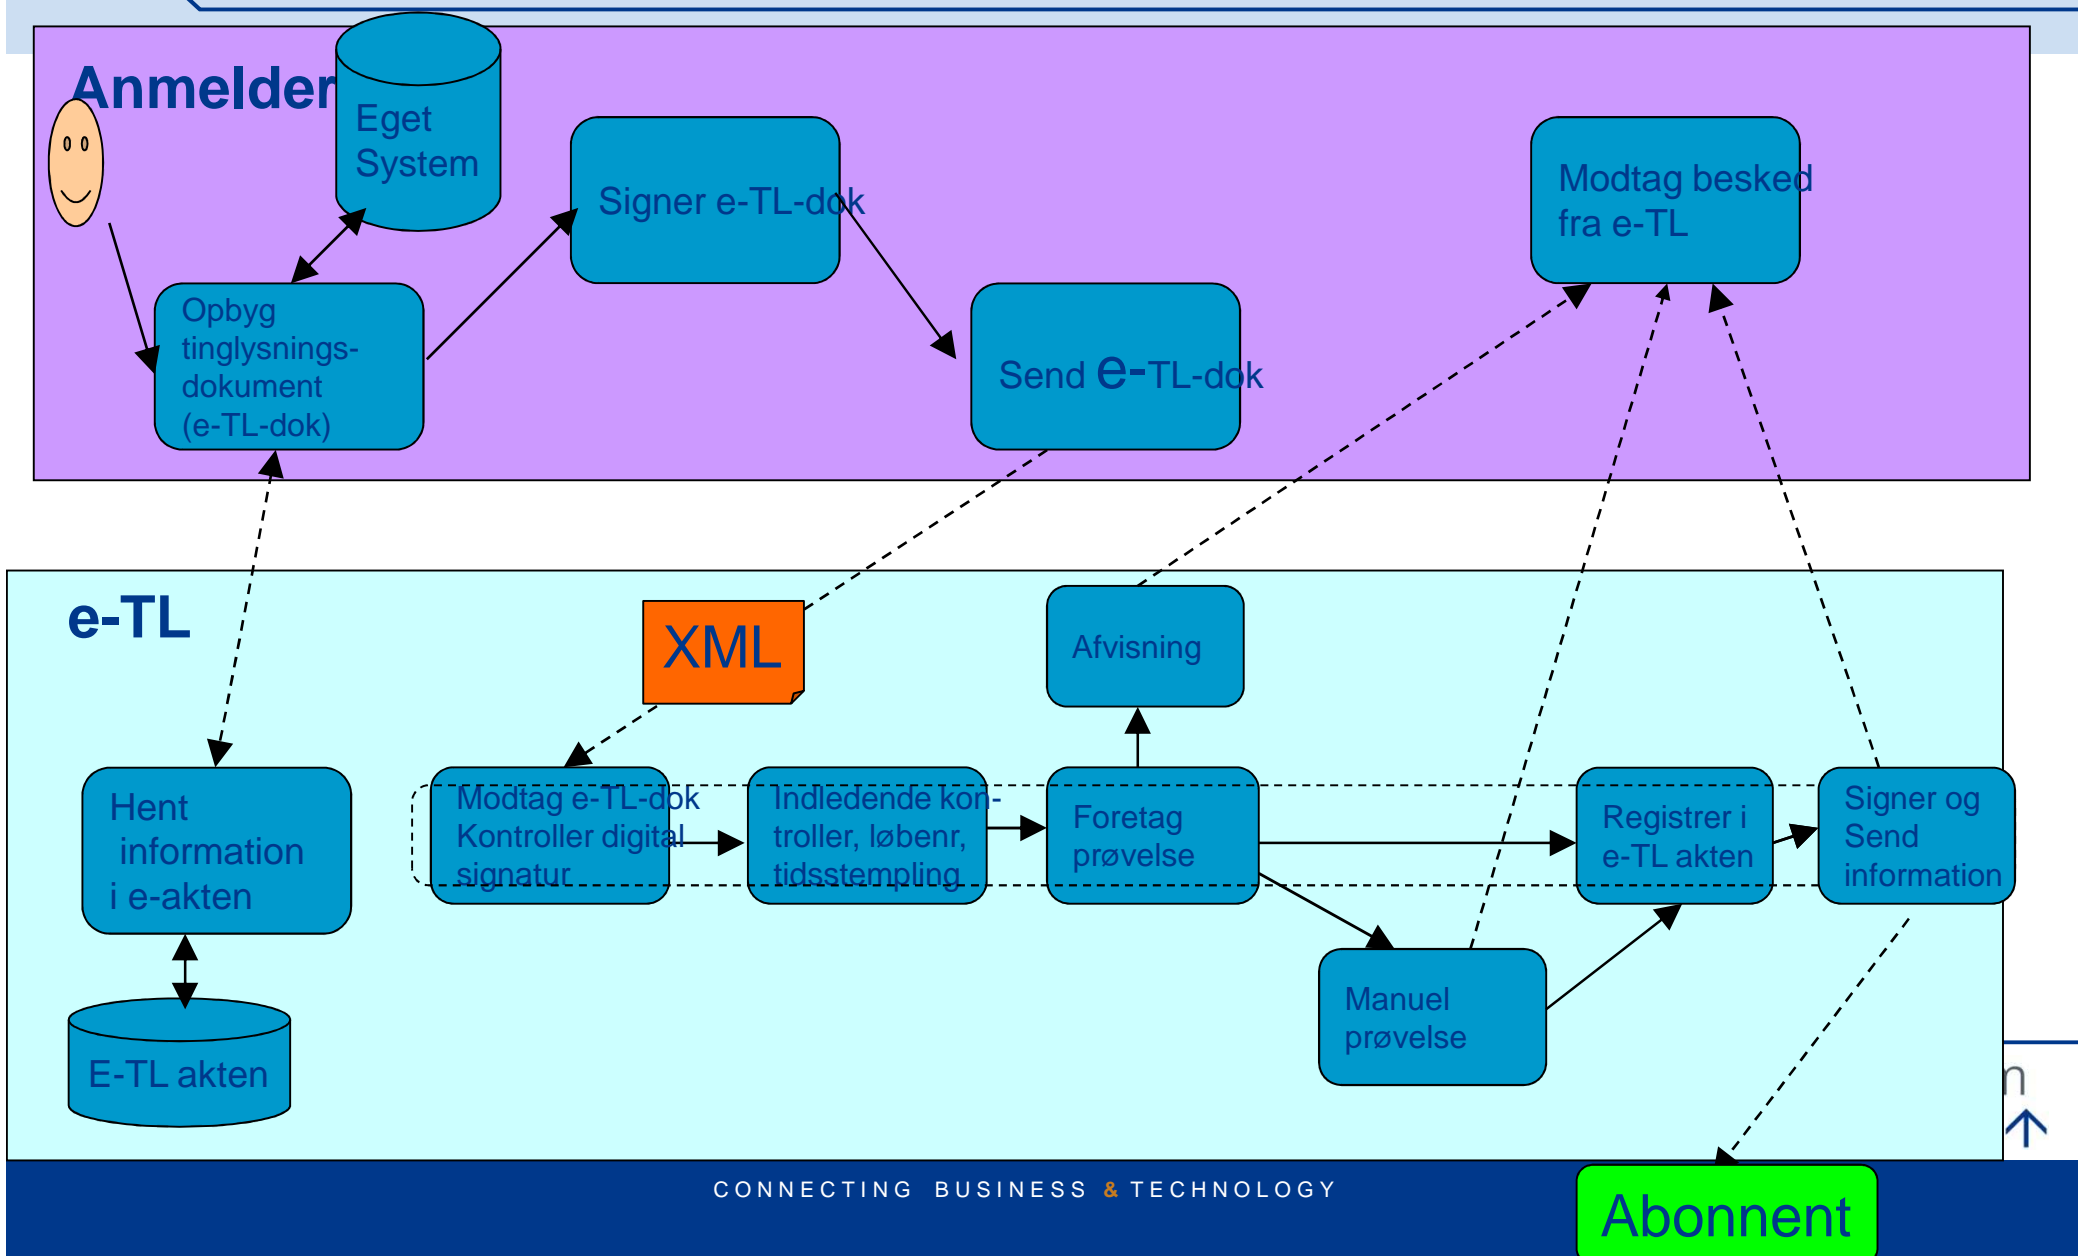 Anmelder
Eget
System
Signer e-TL-dok
Modtag besked
fra e-TL
Opbyg
tinglysnings-
dokument
(e-TL-dok)
Send e-TL-dok
e-TL
XML
Afvisning
Hent
information
i e-akten
Modtag e-TL-dok
Kontroller digital
signatur
Indledende kon-
troller, løbenr,
tidsstempling
Foretag
prøvelse
Registrer i
e-TL akten
Signer og
Send
information
Manuel
prøvelse
E-TL akten
n
CONNECTING BUSINESS & TECHNOLOGY
Abonnent